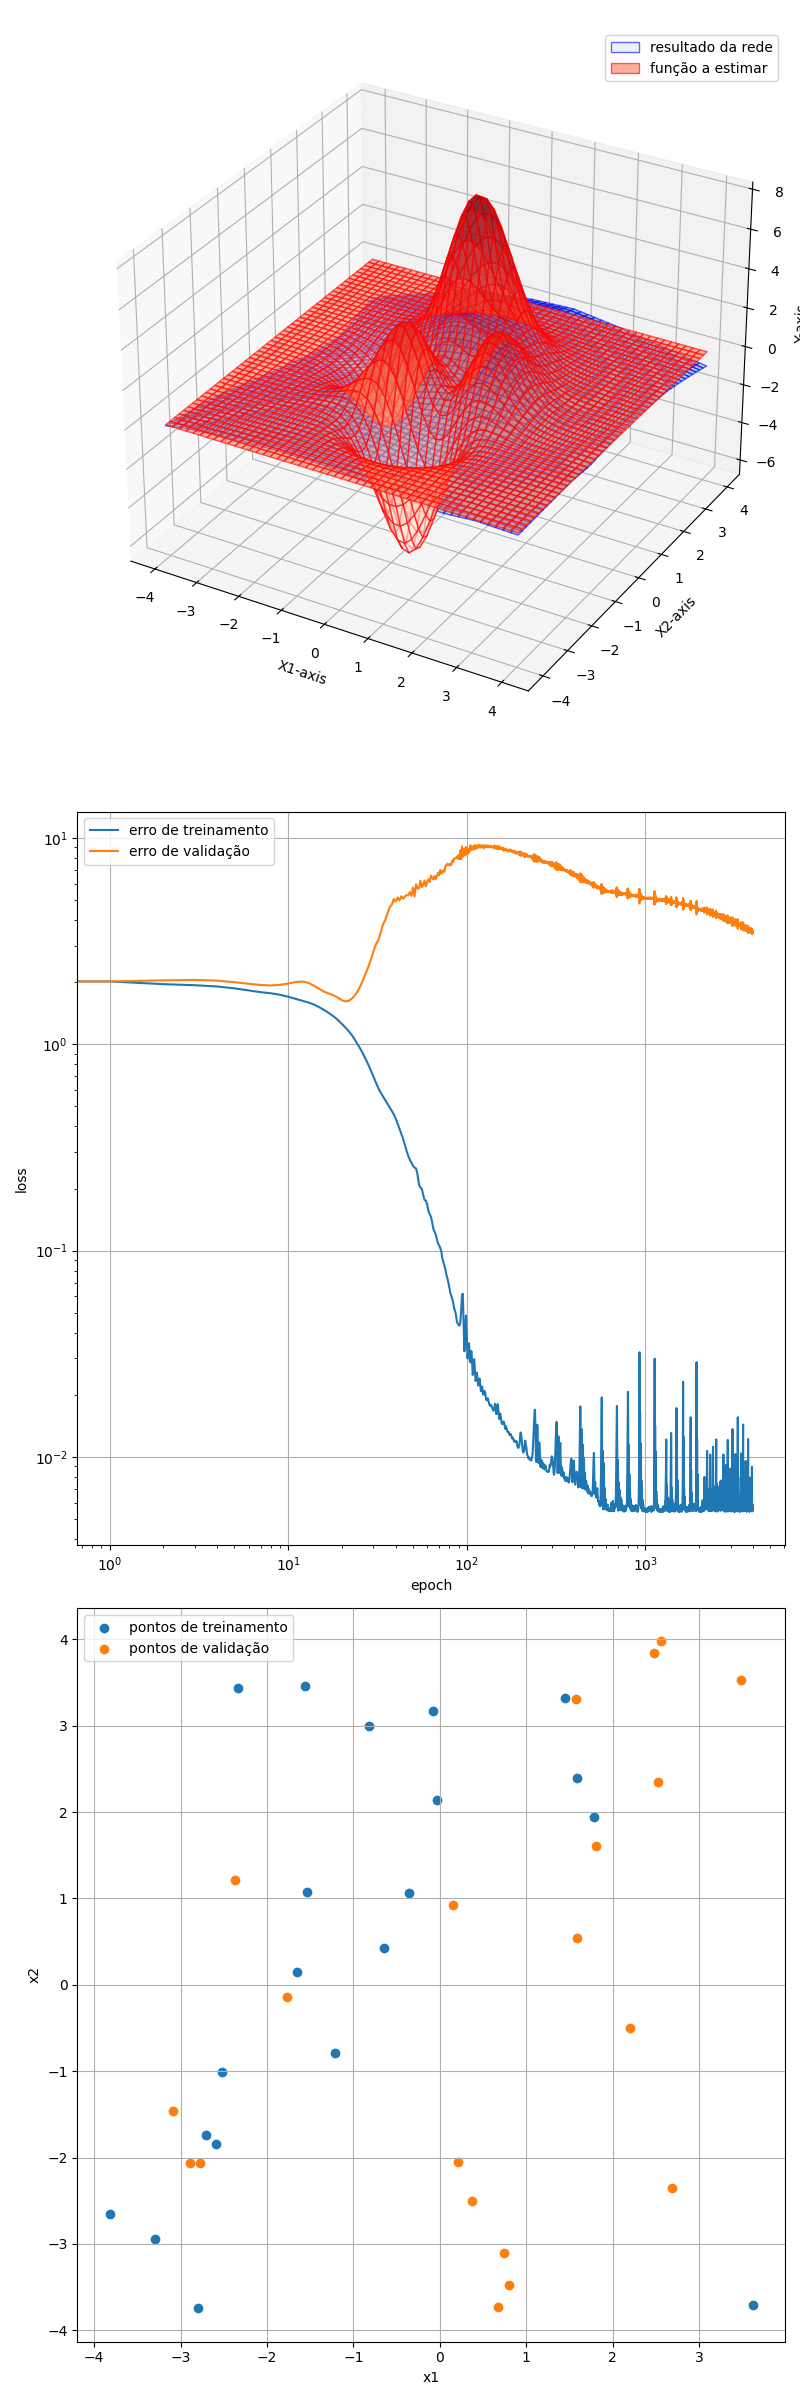 resultado da rede
função a estimar
8
6
4
2
0
−2
−4
−6
−4
−3
−2
−1
0
1
2
3
4
X1-axis
−4
−3
−2
−1
0
1
2
3
4
X2-axis
erro de treinamento
erro de validação
10¹
10⁰
10⁻¹
10⁻²
loss
10⁰ 10¹ 10² 10³
epoch
pontos de treinamento
pontos de validação
4
3
2
1
0
−1
−2
−3
−4
x2
−4 −3 −2 −1 0 1 2 3
x1